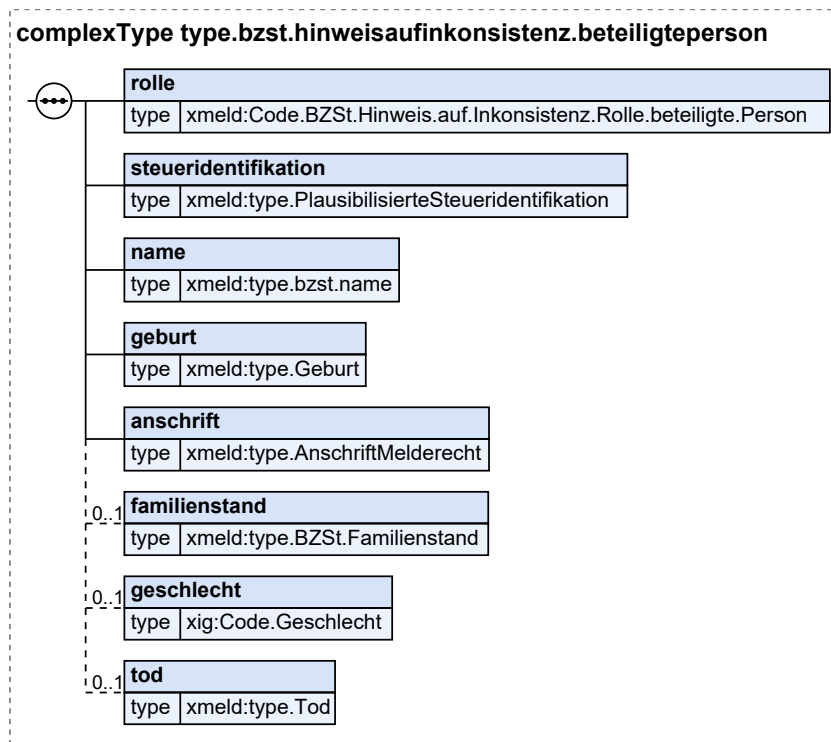 complexType type.bzst.hinweisaufinkonsistenz.beteiligteperson
rolle
type xmeld:Code.BZSt.Hinweis.auf.Inkonsistenz.Rolle.beteiligte.Person
steueridentifikation
type xmeld:type.PlausibilisierteSteueridentifikation
name
type xmeld:type.bzst.name
geburt
type xmeld:type.Geburt
anschrift
type xmeld:type.AnschriftMelderecht
0..1 familienstand
type xmeld:type.BZSt.Familienstand
0..1 geschlecht
type xig:Code.Geschlecht
0..1 tod
type xmeld:type.Tod